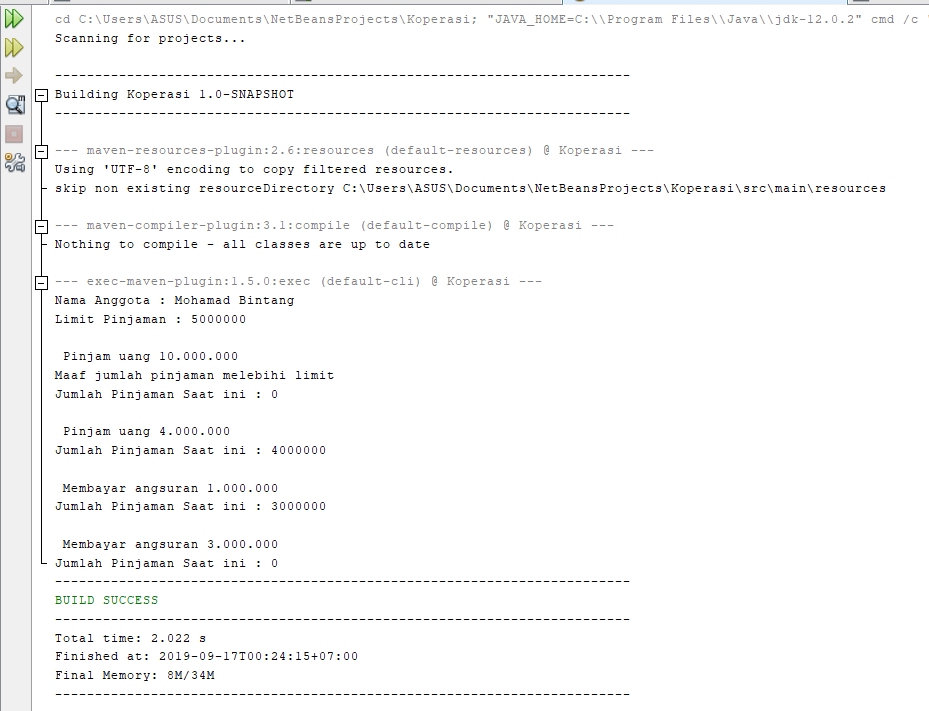 cd C:\Users\ASUS\Documents\NetBeansProjects\Koperasi; "JAVA_HOME=C:\\Program Files\\Java\\jdk-12.0.2" cmd /c
Scanning for projects...
------------------------------------------------------------------------
Building Koperasi 1.0-SNAPSHOT
------------------------------------------------------------------------
--- maven-resources-plugin:2.6:resources (default-resources) @ Koperasi ---
Using 'UTF-8' encoding to copy filtered resources.
skip non existing resourceDirectory C:\Users\ASUS\Documents\NetBeansProjects\Koperasi\src\main\resources
--- maven-compiler-plugin:3.1:compile (default-compile) @ Koperasi ---
Nothing to compile - all classes are up to date
--- exec-maven-plugin:1.5.0:exec (default-cli) @ Koperasi ---
Nama Anggota : Mohamad Bintang
Limit Pinjaman : 5000000
Pinjam uang 10.000.000
Maaf jumlah pinjaman melebihi limit
Jumlah Pinjaman Saat ini : 0
Pinjam uang 4.000.000
Jumlah Pinjaman Saat ini : 4000000
Membayar angsuran 1.000.000
Jumlah Pinjaman Saat ini : 3000000
Membayar angsuran 3.000.000
Jumlah Pinjaman Saat ini : 0
------------------------------------------------------------------------
BUILD SUCCESS
------------------------------------------------------------------------
Total time: 2.022 s
Finished at: 2019-09-17T00:24:15+07:00
Final Memory: 8M/34M
------------------------------------------------------------------------